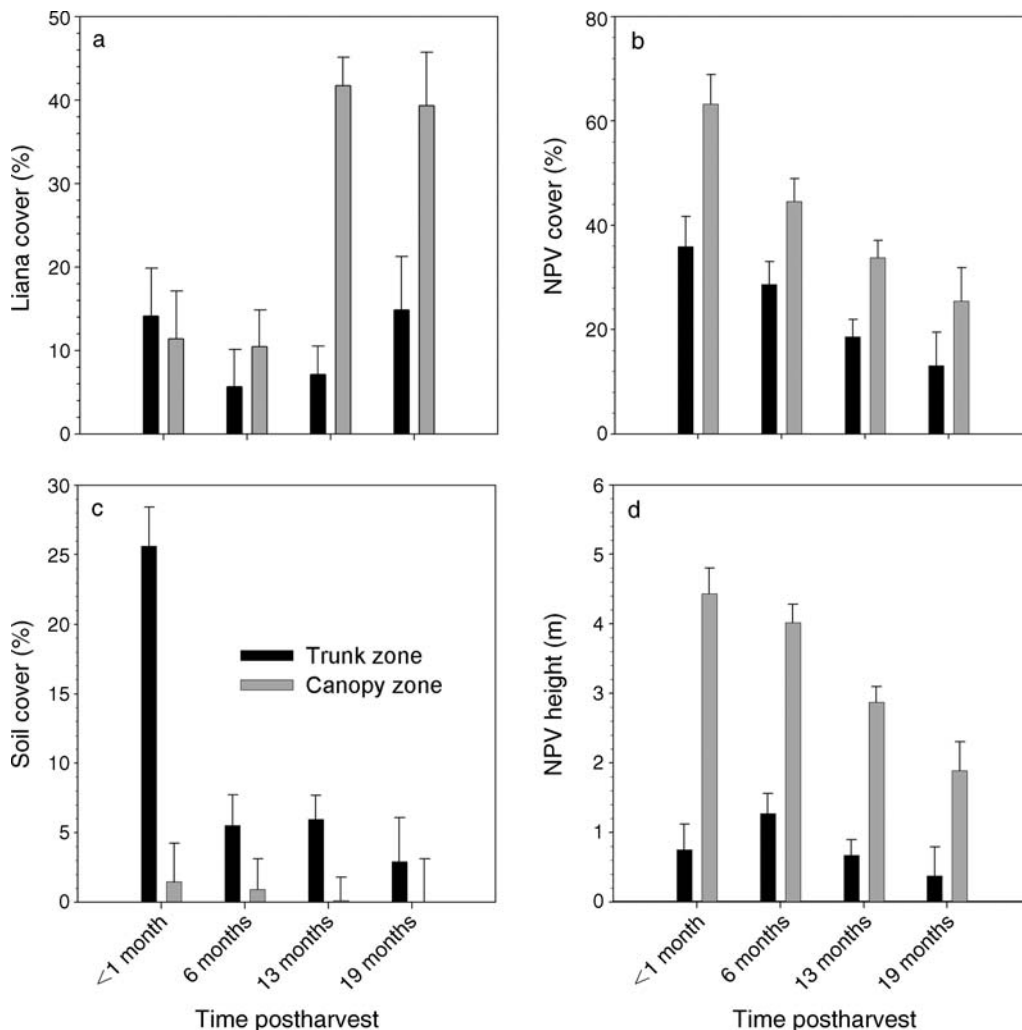 a
50
40
30
20
10
0
Liana cover (%)
b
80
60
40
20
0
NPV cover (%)
c
30
25
20
15
10
5
0
Soil cover (%)
Trunk zone
Canopy zone
<1 month
6 months
13 months
19 months
Time postharvest
d
6
5
4
3
2
1
0
NPV height (m)
<1 month
6 months
13 months
19 months
Time postharvest